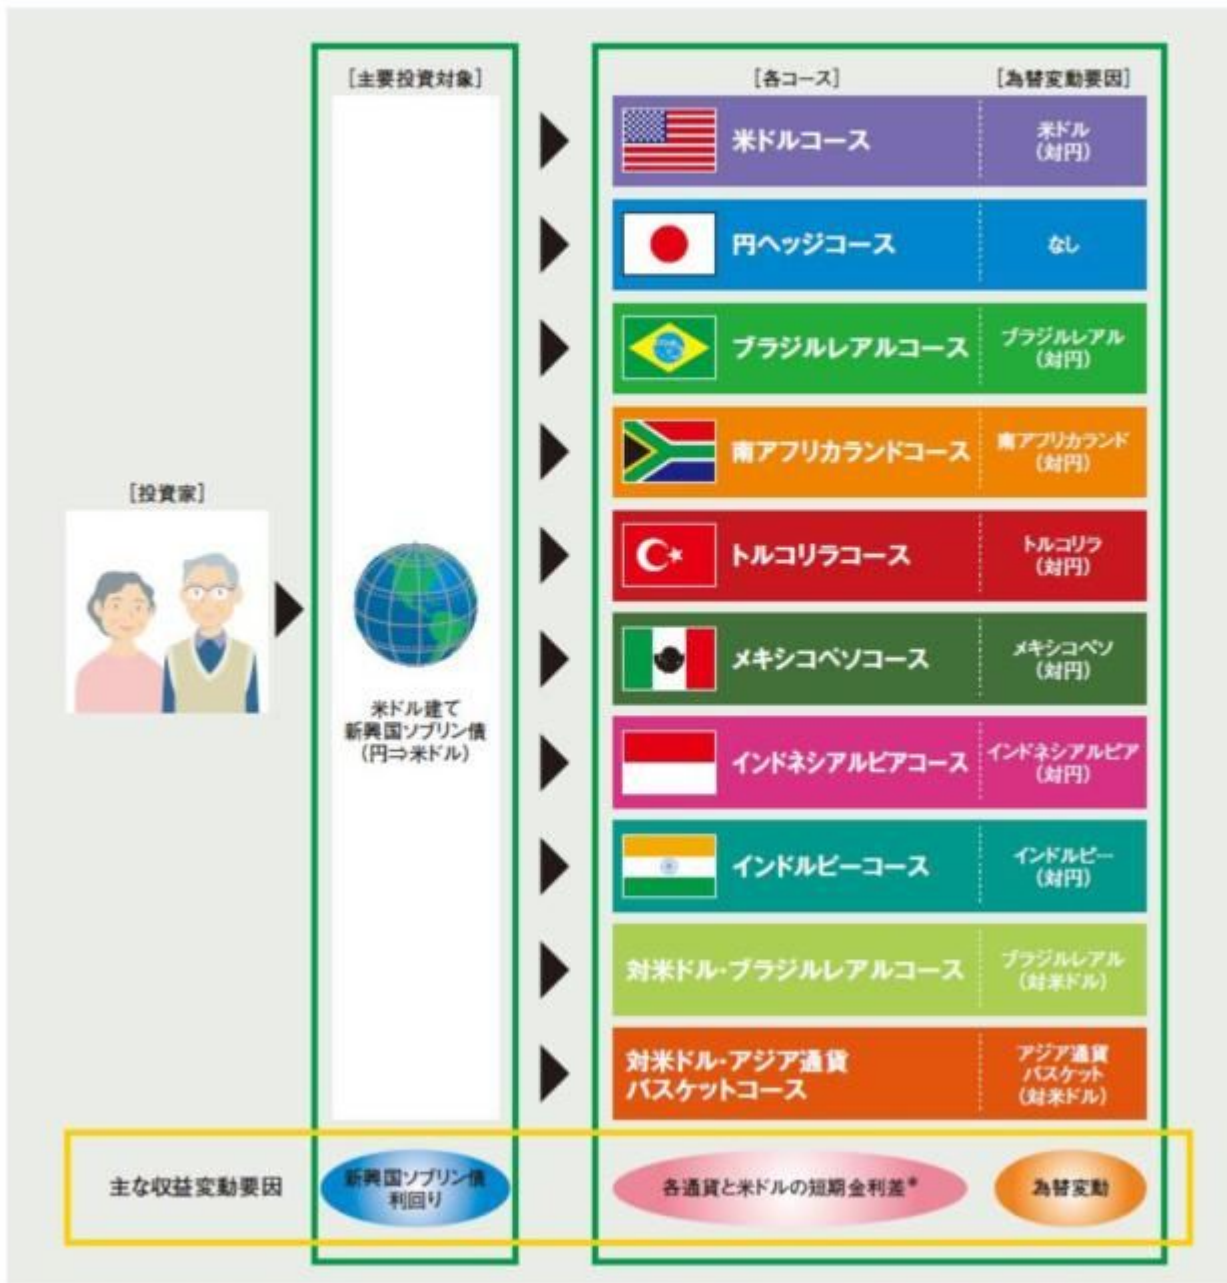 [主要投資対象]
[各コース]
[為替変動要因]
米ドルコース
米ドル
(対円)
円ヘッジコース
なし
ブラジルレアルコース
ブラジルレアル
(対円)
南アフリカランドコース
南アフリカランド
(対円)
[投資家]
トルコリラコース
トルコリラ
(対円)
メキシコペソコース
メキシコペソ
(対円)
米ドル建て
新興国ソブリン債
(円⇒米ドル)
インドネシアルピアコース
インドネシアルピア
(対円)
インドルピーコース
インドルピー
(対円)
対米ドル・ブラジルレアルコース
ブラジルレアル
(対米ドル)
対米ドル・アジア通貨
バスケットコース
アジア通貨
バスケット
(対米ドル)
主な収益変動要因
新興国ソブリン債
利回り
各通貨と米ドルの短期金利差*
為替変動